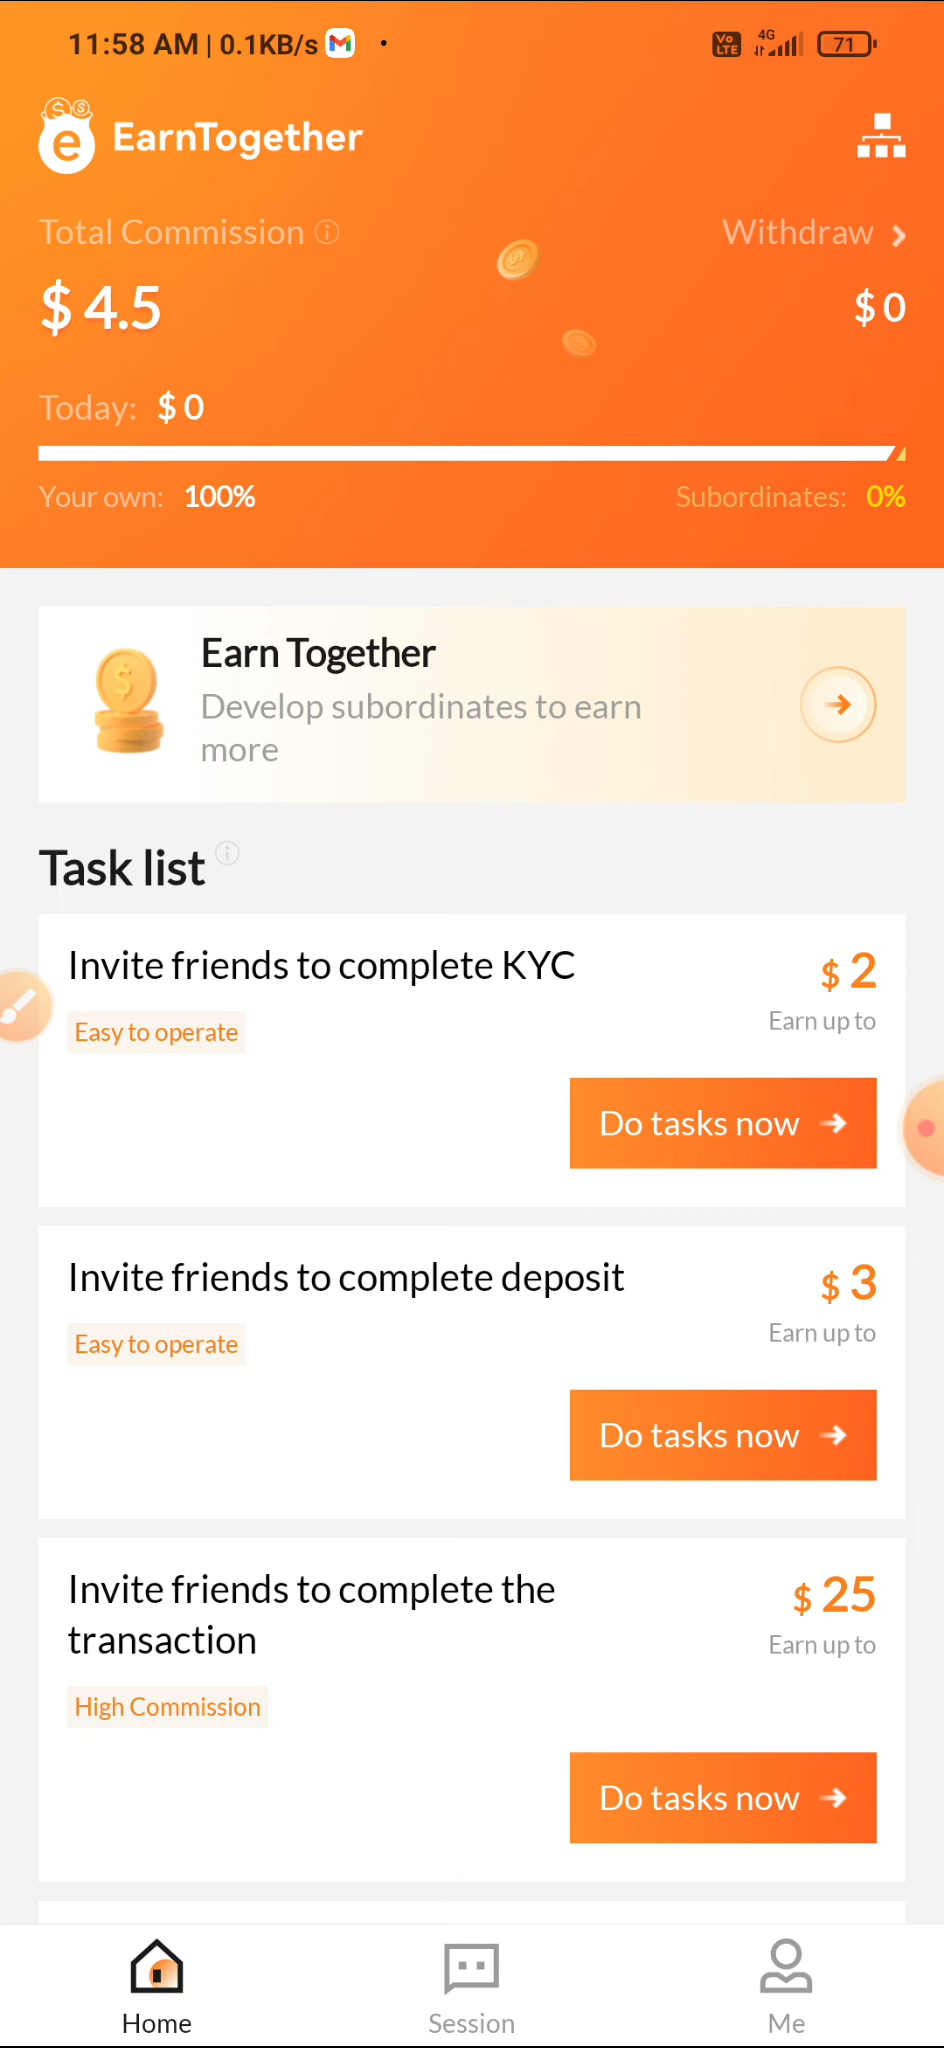 11:58 AM | 0.1KB/s
Vo LTE 4G 71
e EarnTogether
Total Commission
Withdraw
$ 4.5
$ 0
Today: $ 0
Your own: 100%
Subordinates: 0%
Earn Together
Develop subordinates to earn
more
Task list
Invite friends to complete KYC
$ 2
Easy to operate
Earn up to
Do tasks now
Invite friends to complete deposit
$ 3
Easy to operate
Earn up to
Do tasks now
Invite friends to complete the
transaction
$ 25
Earn up to
High Commission
Do tasks now
Home
Session
Me